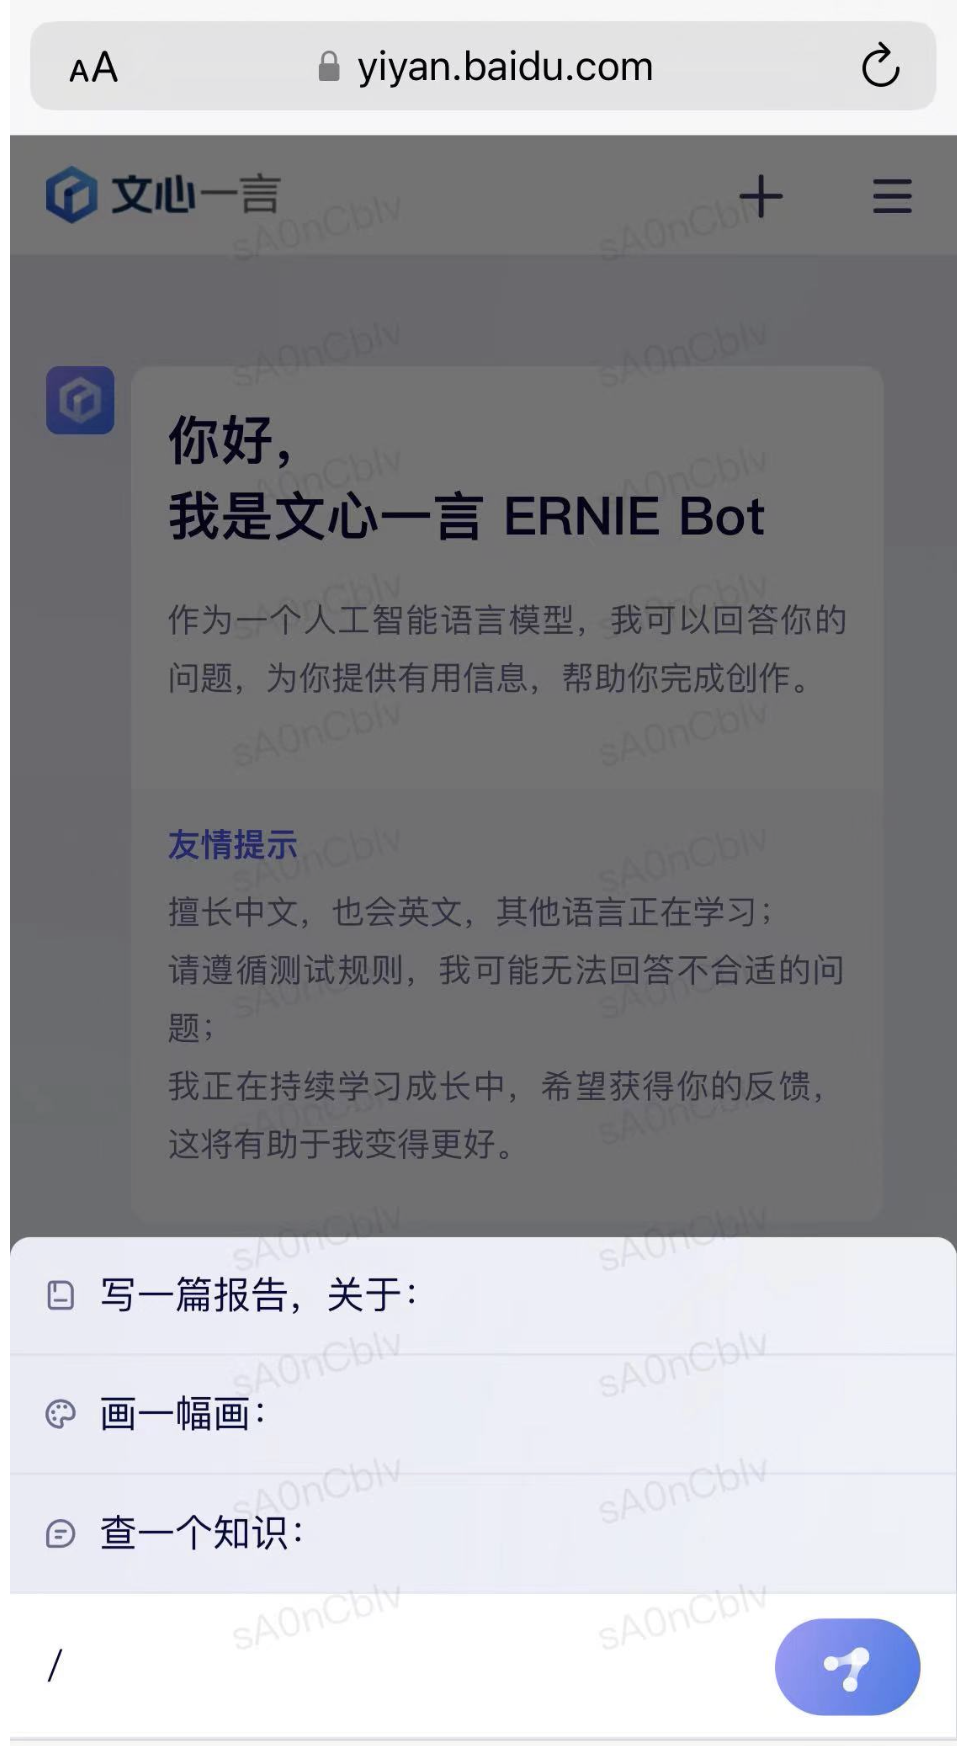 AA yiyan.baidu.com
文心一言
你好,
我是文心一言 ERNIE Bot
作为一个人工智能语言模型，我可以回答你的
问题，为你提供有用信息，帮助你完成创作。
友情提示
擅长中文，也会英文，其他语言正在学习；
请遵循测试规则，我可能无法回答不合适的问
题；
我正在持续学习成长中，希望获得你的反馈，
这将有助于我变得更好。
写一篇报告，关于：
画一幅画：
查一个知识：
/
sA0nCblv